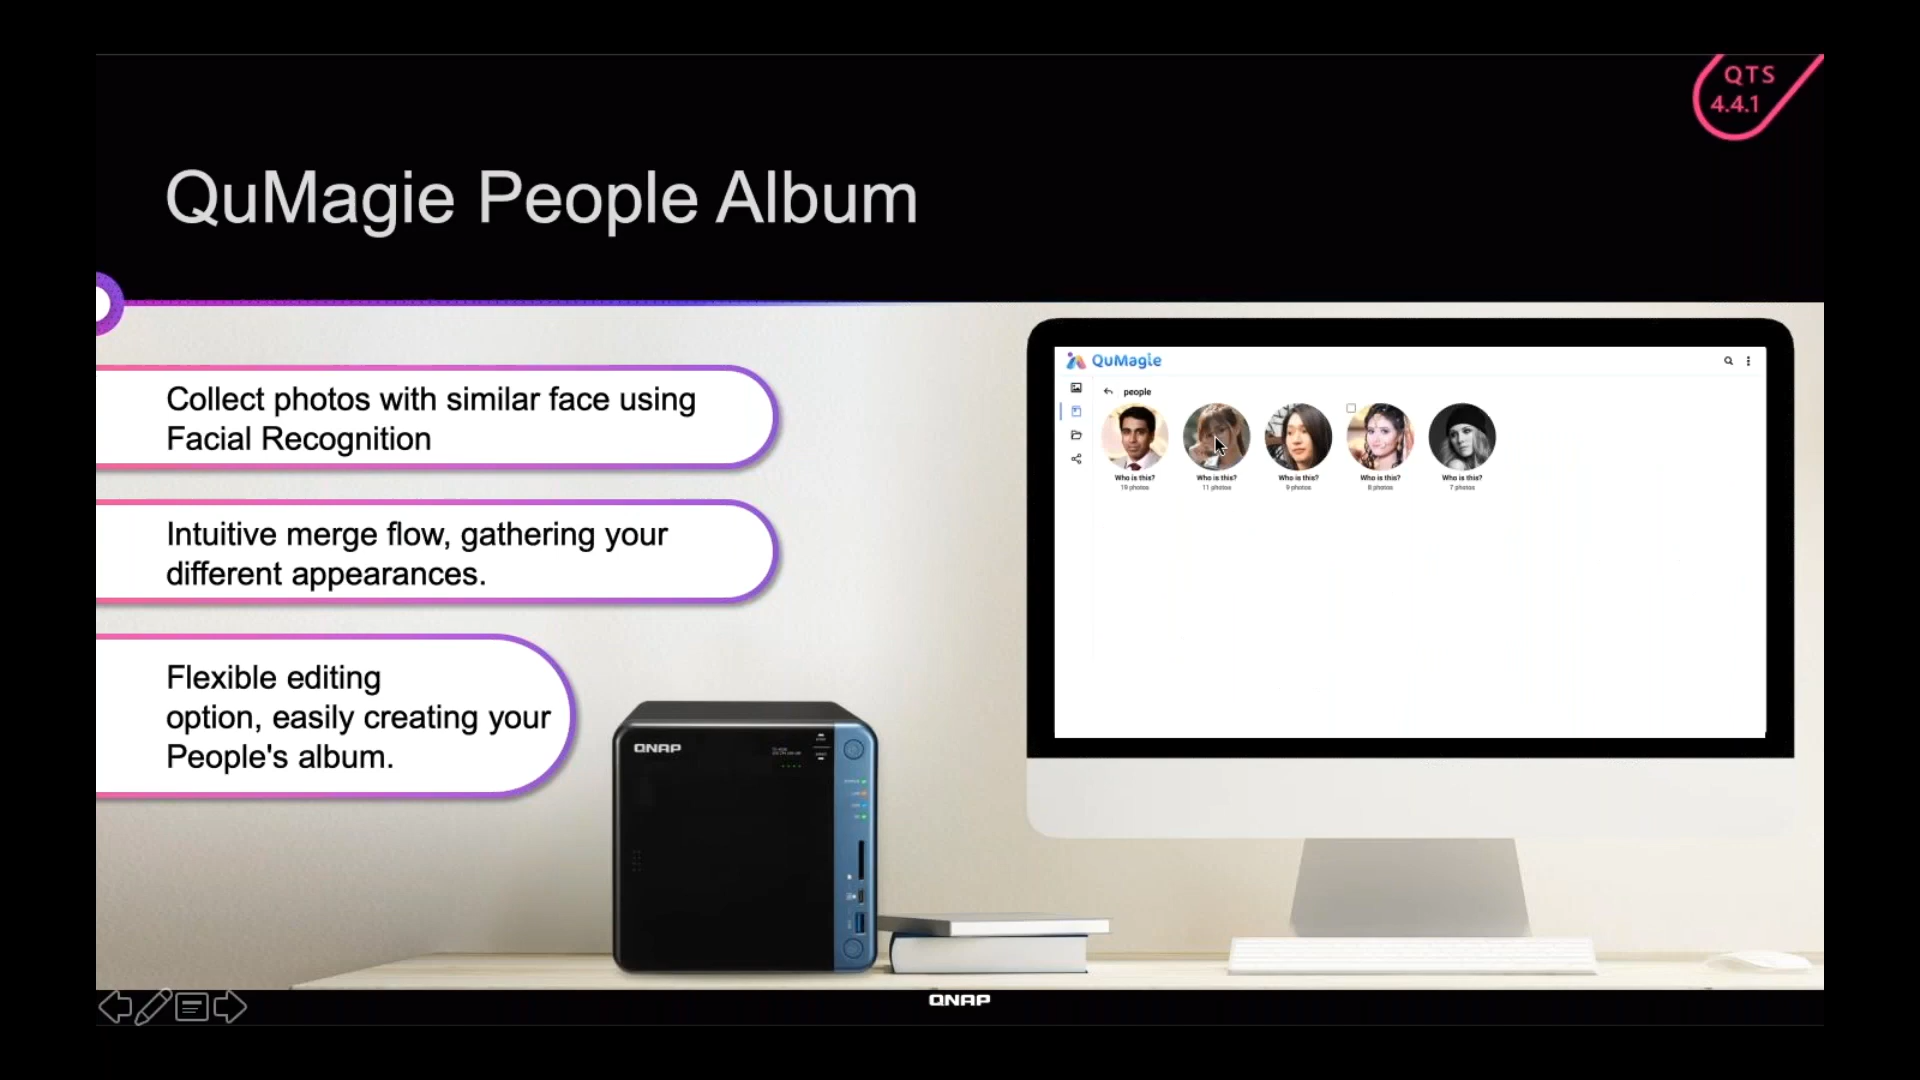 QTS
4.4.1
QuMagie People Album
Collect photos with similar face using
Facial Recognition
Intuitive merge flow, gathering your
different appearances.
Flexible editing
option, easily creating your
People's album.
QuMagie
people
Who is this? Who is this? Who is this? Who is this? Who is this?
19 photos 11 photos 9 photos 8 photos 7 photos
QNAP
QNAP